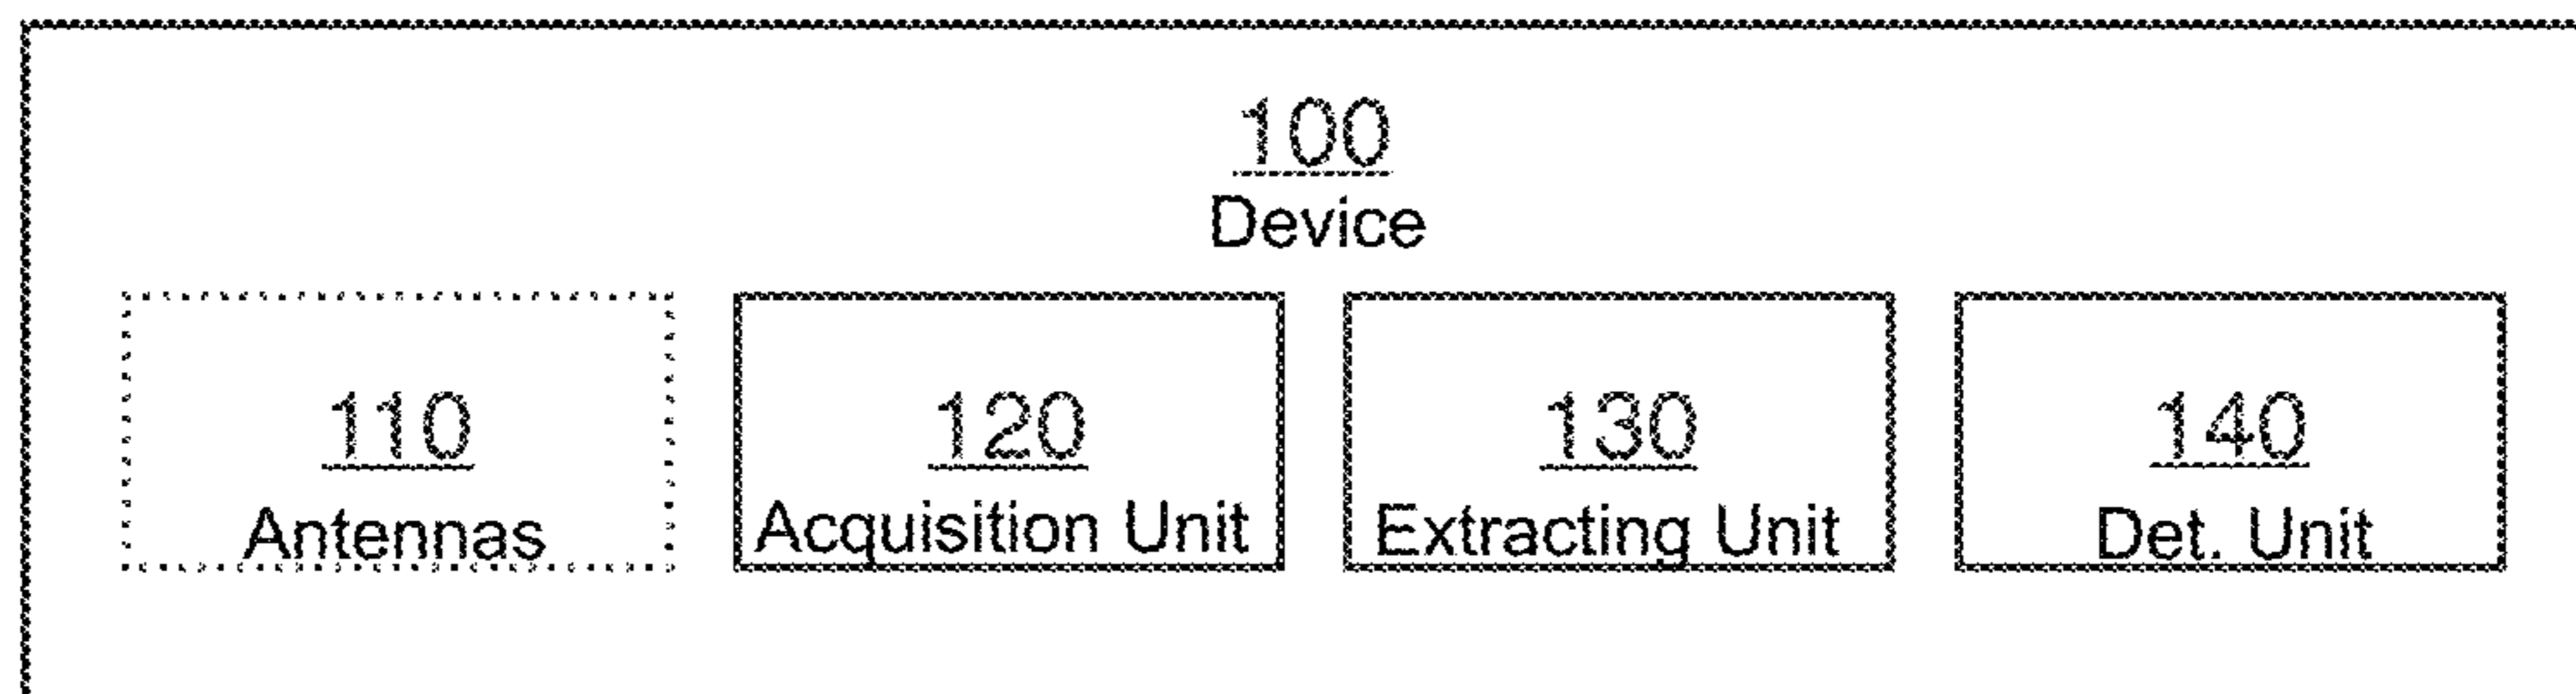 100
Device
110
Antennas
120
Acquisition Unit
130
Extracting Unit
140
Det. Unit